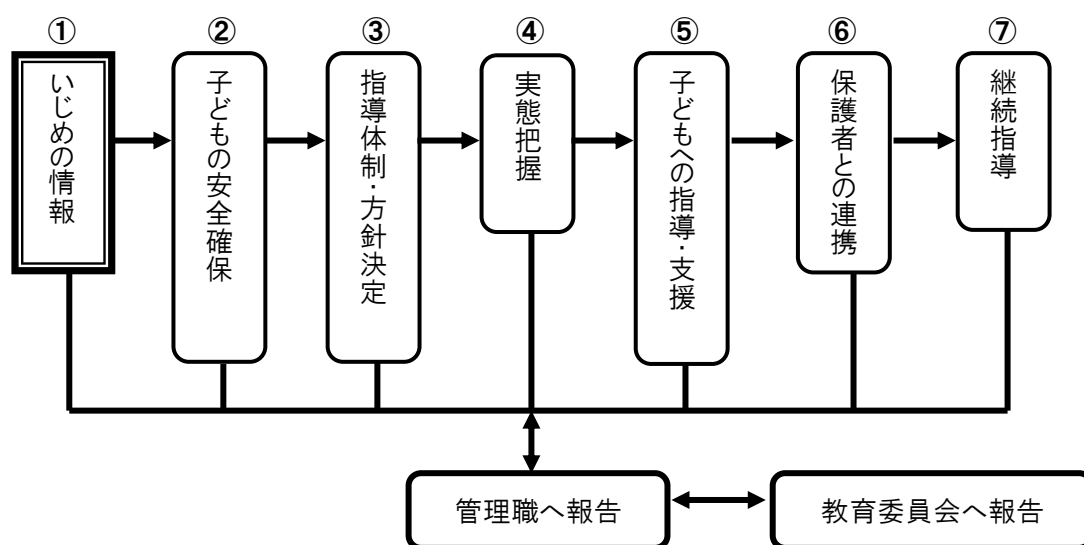 ①
いじめの情報
②
子どもの安全確保
③
指導体制・方針決定
④
実態把握
⑤
子どもへの指導・支援
⑥
保護者との連携
⑦
継続指導
管理職へ報告
教育委員会へ報告